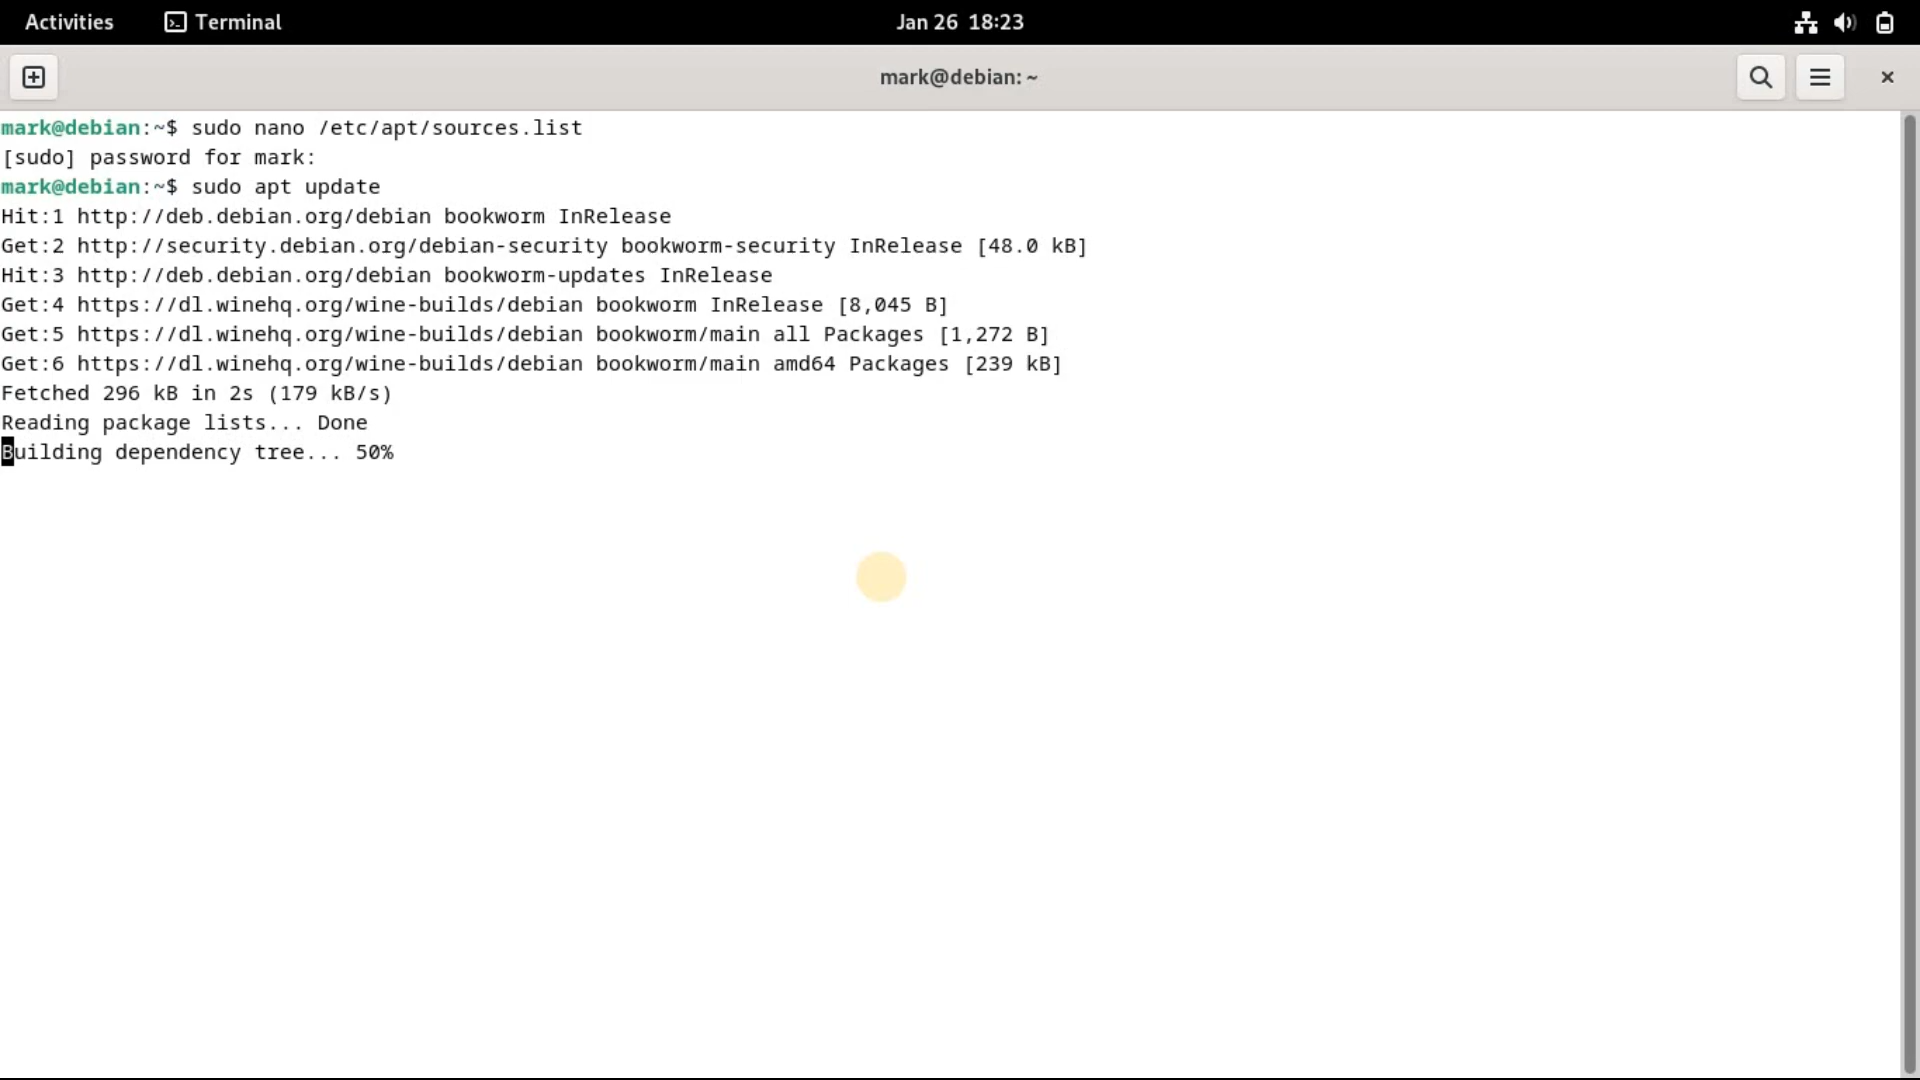 Activities Terminal Jan 26 18:23
mark@debian: ~
mark@debian:~$ sudo nano /etc/apt/sources.list
[sudo] password for mark:
mark@debian:~$ sudo apt update
Hit:1 http://deb.debian.org/debian bookworm InRelease
Get:2 http://security.debian.org/debian-security bookworm-security InRelease [48.0 kB]
Hit:3 http://deb.debian.org/debian bookworm-updates InRelease
Get:4 https://dl.winehq.org/wine-builds/debian bookworm InRelease [8,045 B]
Get:5 https://dl.winehq.org/wine-builds/debian bookworm/main all Packages [1,272 B]
Get:6 https://dl.winehq.org/wine-builds/debian bookworm/main amd64 Packages [239 kB]
Fetched 296 kB in 2s (179 kB/s)
Reading package lists... Done
Building dependency tree... 50%